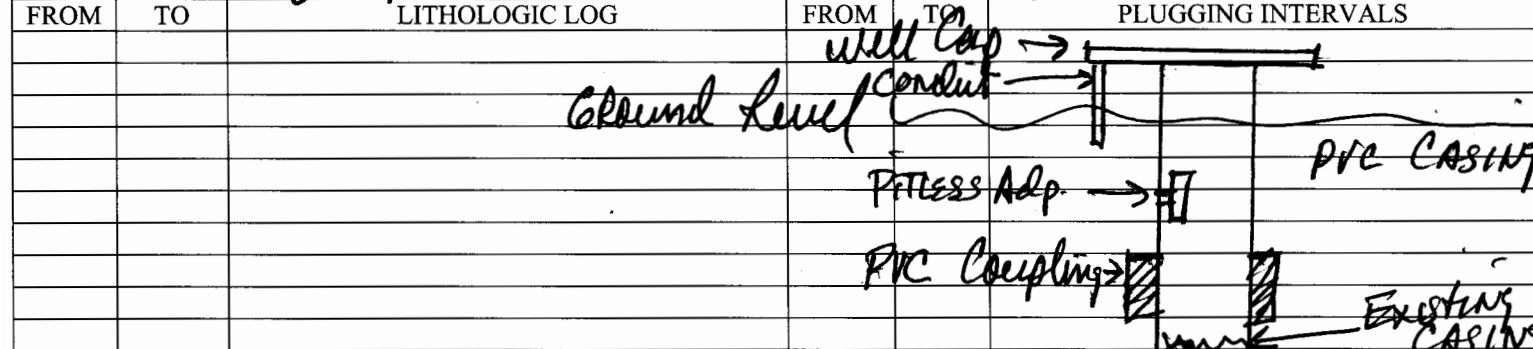 FROM TO LITHOLOGIC LOG FROM TO PLUGGING INTERVALS
Well Cap
Conduit
Ground Level
PVC CASING
PITLESS Adp.
PVC Coupling
Existing
CASING